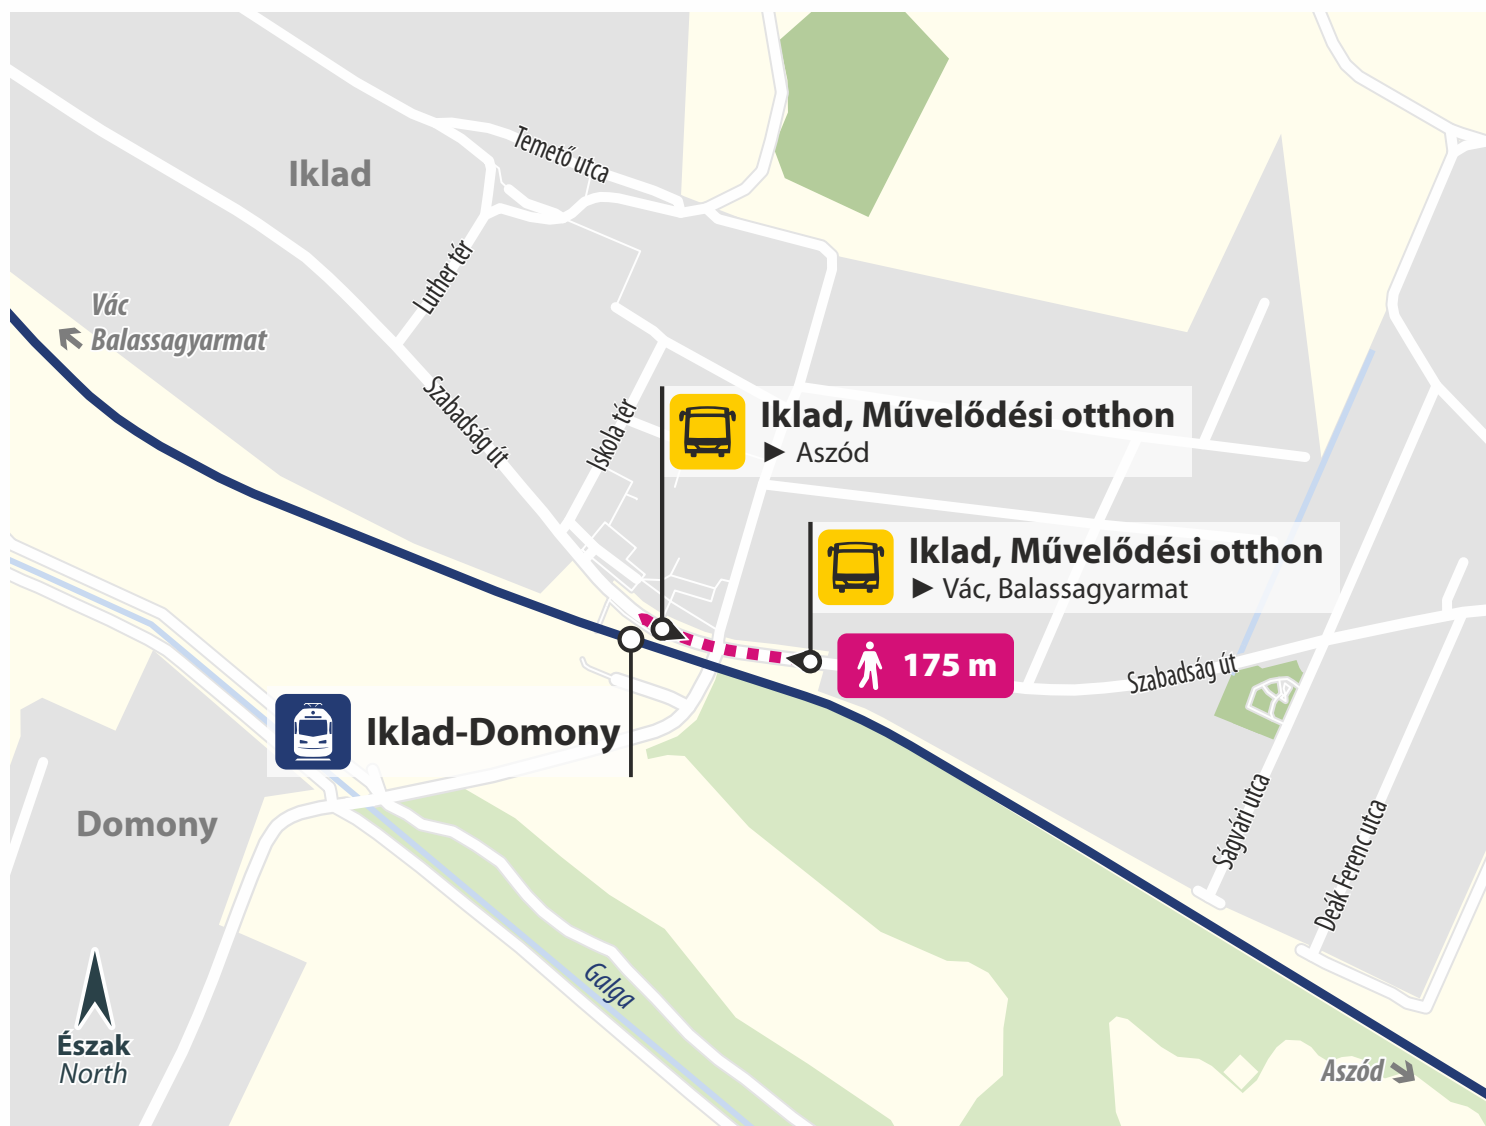 Temető utca
Iklad
Luther tér
Vác
Balassagyarmat
Szabadság út
Iskola tér
Iklad, Művelődési otthon
► Aszód
Iklad, Művelődési otthon
► Vác, Balassagyarmat
175 m
Szabadság út
Iklad-Domony
Domony
Ságvári utca
Deák Ferenc utca
Galga
Észak
North
Aszód